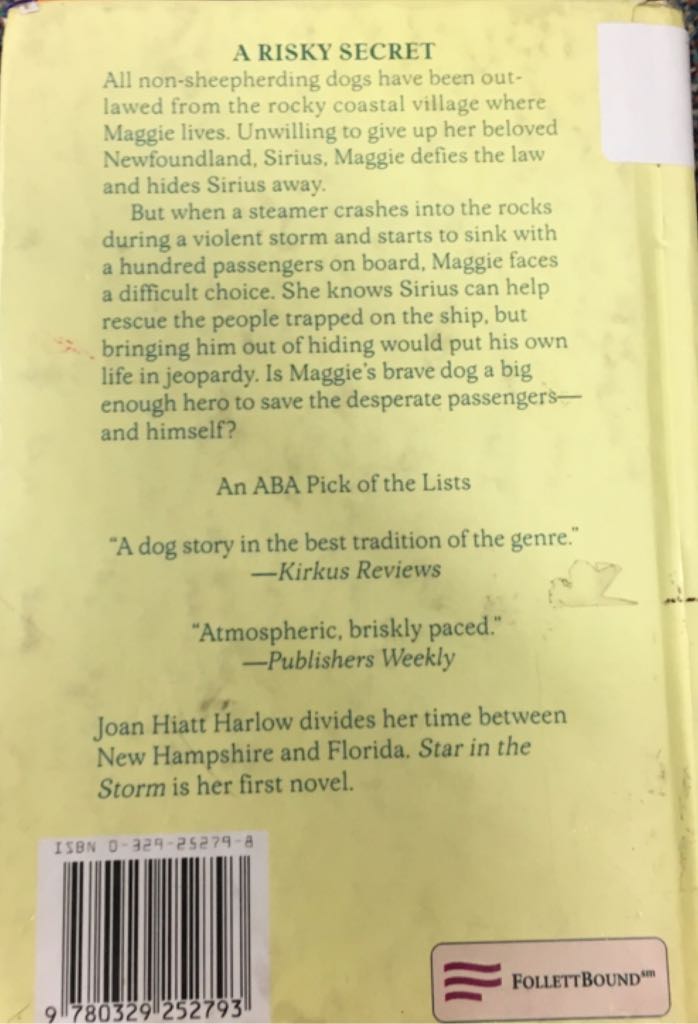 A RISKY SECRET
All non-sheepherding dogs have been out-
lawed from the rocky coastal village where
Maggie lives. Unwilling to give up her beloved
Newfoundland, Sirius, Maggie defies the law
and hides Sirius away.
But when a steamer crashes into the rocks
during a violent storm and starts to sink with
a hundred passengers on board, Maggie faces
a difficult choice. She knows Sirius can help
rescue the people trapped on the ship, but
bringing him out of hiding would put his own
life in jeopardy. Is Maggie's brave dog a big
enough hero to save the desperate passengers—
and himself?
An ABA Pick of the Lists
“A dog story in the best tradition of the genre.”
—Kirkus Reviews
“Atmospheric, briskly paced.”
—Publishers Weekly
Joan Hiatt Harlow divides her time between
New Hampshire and Florida. Star in the
Storm is her first novel.
ISBN 0-329-25279-8
9 780329 252793
FOLLETTBOUND sm